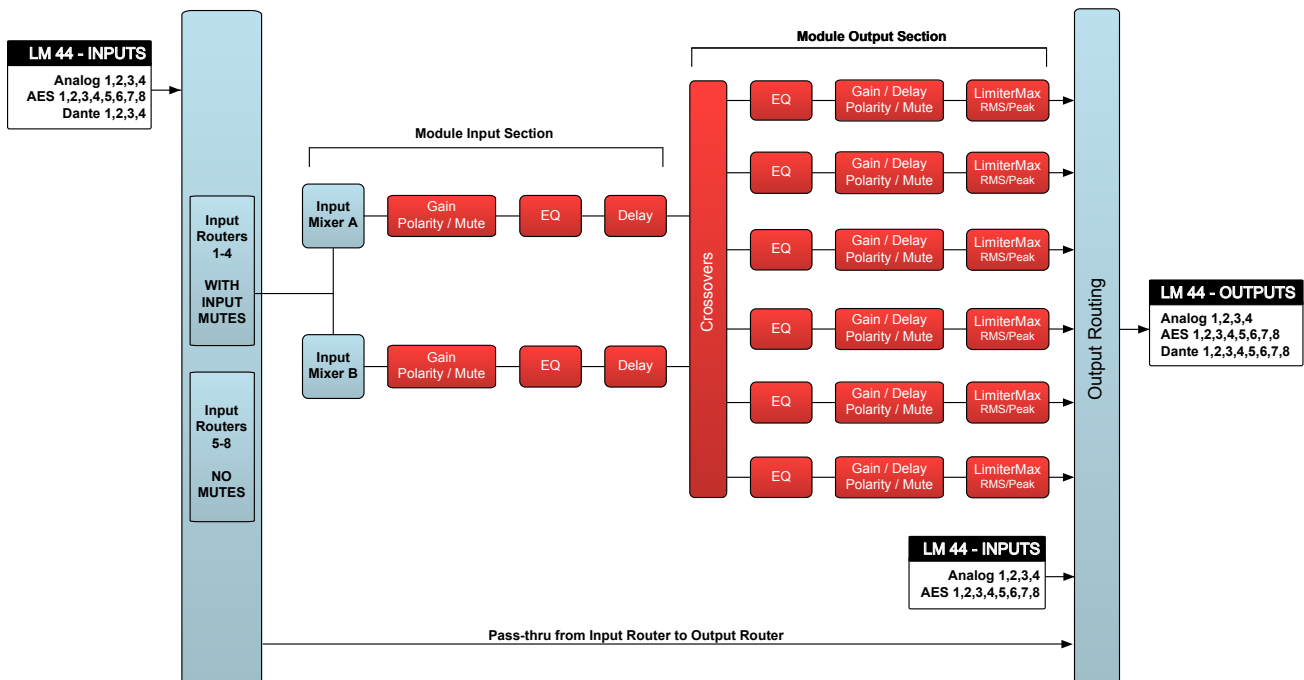 LM 44 - INPUTS
Analog 1,2,3,4
AES 1,2,3,4,5,6,7,8
Dante 1,2,3,4
Input
Routers
1-4
WITH
INPUT
MUTES
Input
Routers
5-8
NO
MUTES
Module Input Section
Input
Mixer A
Gain
Polarity / Mute
EQ
Delay
Input
Mixer B
Gain
Polarity / Mute
EQ
Delay
Crossovers
Module Output Section
EQ
Gain / Delay
Polarity / Mute
LimiterMax
RMS/Peak
EQ
Gain / Delay
Polarity / Mute
LimiterMax
RMS/Peak
EQ
Gain / Delay
Polarity / Mute
LimiterMax
RMS/Peak
EQ
Gain / Delay
Polarity / Mute
LimiterMax
RMS/Peak
EQ
Gain / Delay
Polarity / Mute
LimiterMax
RMS/Peak
EQ
Gain / Delay
Polarity / Mute
LimiterMax
RMS/Peak
LM 44 - INPUTS
Analog 1,2,3,4
AES 1,2,3,4,5,6,7,8
Pass-thru from Input Router to Output Router
Output Routing
LM 44 - OUTPUTS
Analog 1,2,3,4
AES 1,2,3,4,5,6,7,8
Dante 1,2,3,4,5,6,7,8